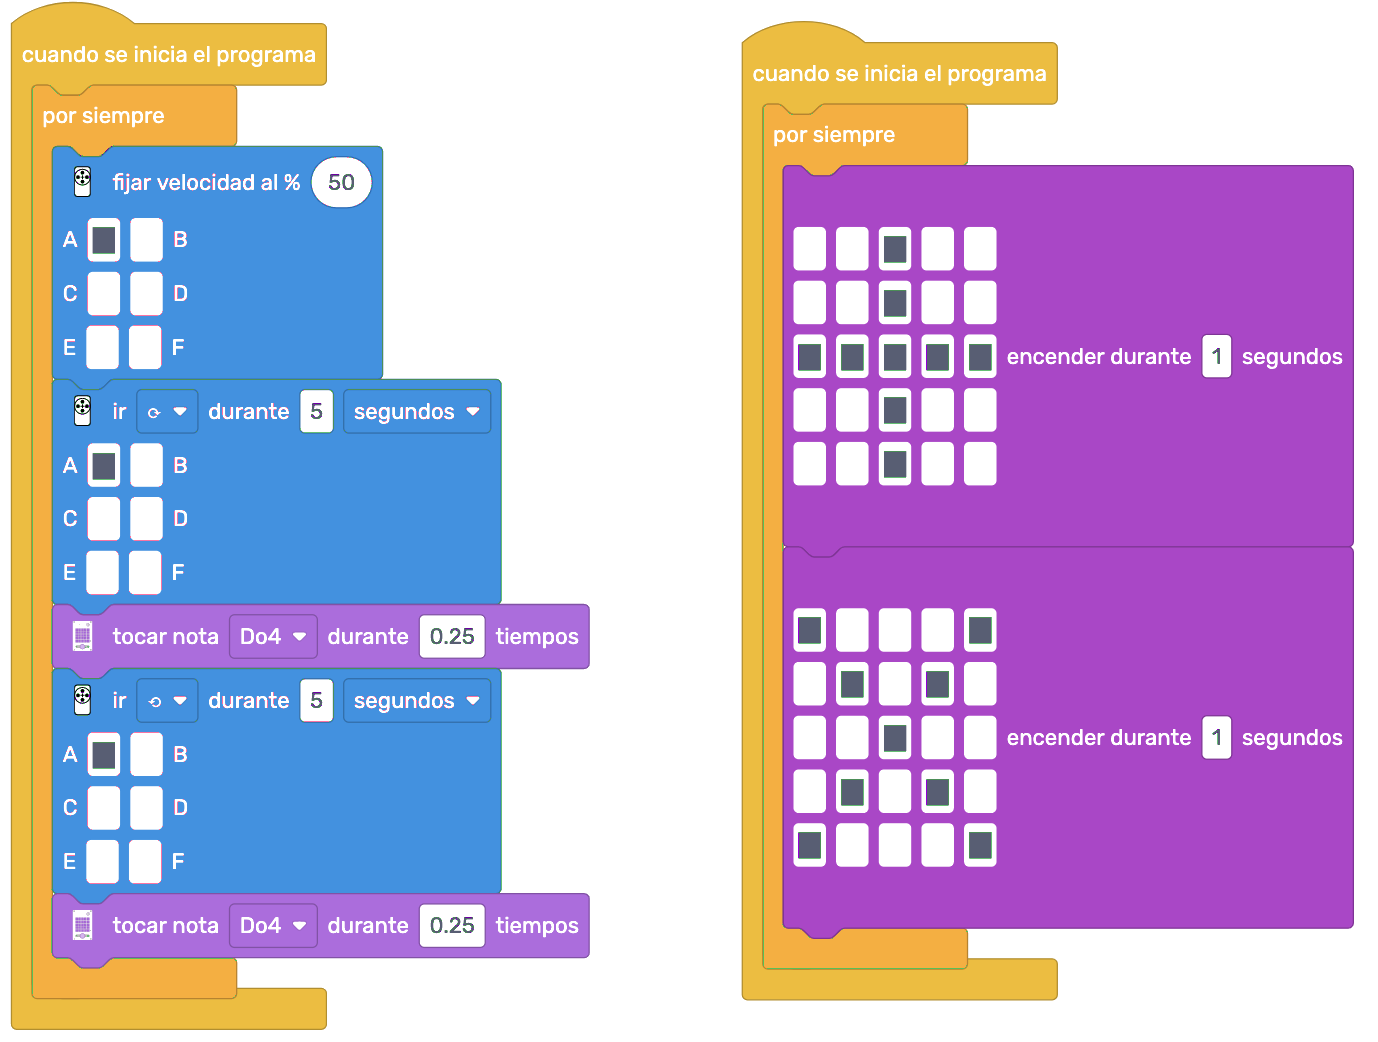 cuando se inicia el programa
por siempre
fijar velocidad al % 50
A B
C D
E F
ir durante 5 segundos
A B
C D
E F
tocar nota Do4 durante 0.25 tiempos
ir durante 5 segundos
A B
C D
E F
tocar nota Do4 durante 0.25 tiempos
cuando se inicia el programa
por siempre
encender durante 1 segundos
encender durante 1 segundos